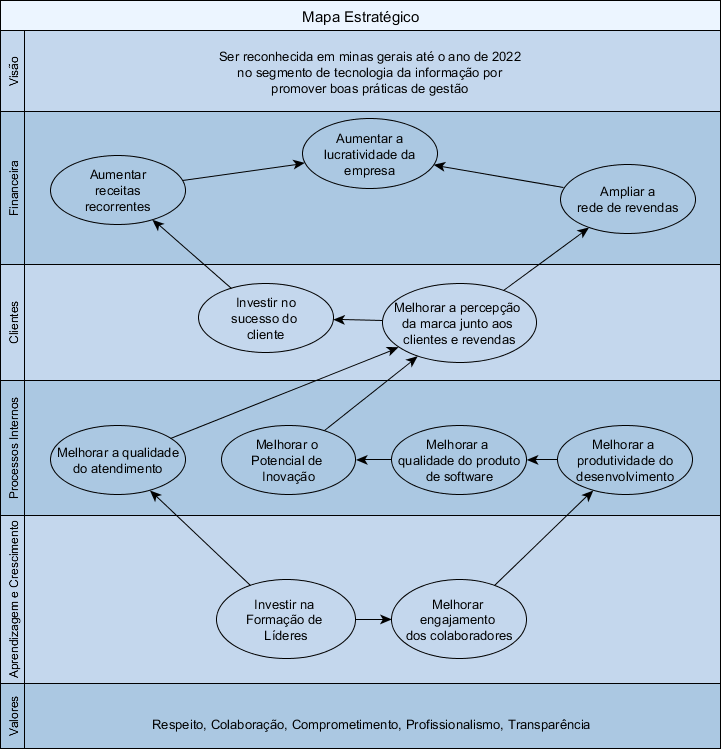 Mapa Estratégico
Visão
Ser reconhecida em minas gerais até o ano de 2022
no segmento de tecnologia da informação por
promover boas práticas de gestão
Financeira
Aumentar
receitas
recorrentes
Aumentar a
lucratividade da
empresa
Ampliar a
rede de revendas
Clientes
Investir no
sucesso do
cliente
Melhorar a percepção
da marca junto aos
clientes e revendas
Processos Internos
Melhorar a qualidade
do atendimento
Melhorar o
Potencial de
Inovação
Melhorar a
qualidade do produto
de software
Melhorar a
produtividade do
desenvolvimento
Aprendizagem e Crescimento
Investir na
Formação de
Líderes
Melhorar
engajamento
dos colaboradores
Valores
Respeito, Colaboração, Comprometimento, Profissionalismo, Transparência